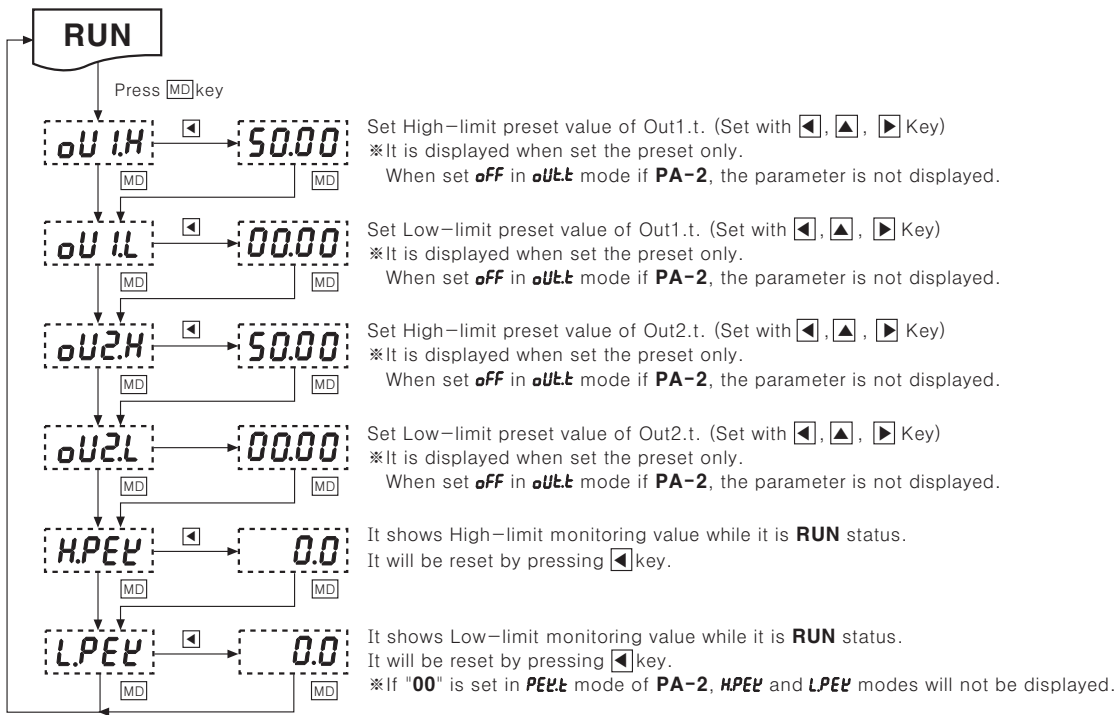 RUN
Press MD key
oU1.H ◀ 50.00 Set High-limit preset value of Out1.t. (Set with ◀, ▲, ▶ Key)
※It is displayed when set the preset only.
MD MD When set oFF in oUt.t mode if PA-2, the parameter is not displayed.
oU1.L ◀ 00.00 Set Low-limit preset value of Out1.t. (Set with ◀, ▲, ▶ Key)
※It is displayed when set the preset only.
MD MD When set oFF in oUt.t mode if PA-2, the parameter is not displayed.
oU2.H ◀ 50.00 Set High-limit preset value of Out2.t. (Set with ◀, ▲, ▶ Key)
※It is displayed when set the preset only.
MD MD When set oFF in oUt.t mode if PA-2, the parameter is not displayed.
oU2.L ◀ 00.00 Set Low-limit preset value of Out2.t. (Set with ◀, ▲, ▶ Key)
※It is displayed when set the preset only.
MD MD When set oFF in oUt.t mode if PA-2, the parameter is not displayed.
H.PEK ◀ 0.0 It shows High-limit monitoring value while it is RUN status.
It will be reset by pressing ◀ key.
MD MD
L.PEK ◀ 0.0 It shows Low-limit monitoring value while it is RUN status.
It will be reset by pressing ◀ key.
MD MD ※If "00" is set in PEK.t mode of PA-2, H.PEK and L.PEK modes will not be displayed.